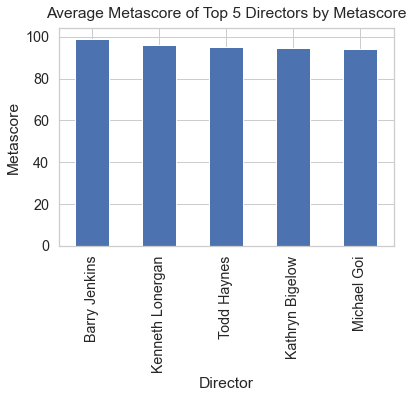 Average Metascore of Top 5 Directors by Metascore
100
80
60
40
20
0
Metascore
Barry Jenkins
Kenneth Lonergan
Todd Haynes
Kathryn Bigelow
Michael Goi
Director